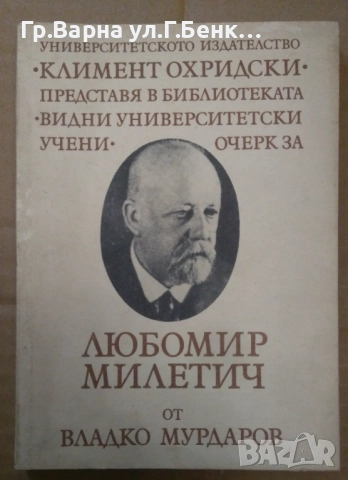 Гр.Варна ул.Г.Бенк...
УНИВЕРСИТЕТСКОТО ИЗДАТЕЛСТВО
·КЛИМЕНТ ОХРИДСКИ·
ПРЕДСТАВЯ В БИБЛИОТЕКАТА
·ВИДНИ УНИВЕРСИТЕТСКИ
УЧЕНИ· ОЧЕРК ЗА
ЛЮБОМИР
МИЛЕТИЧ
ОТ
ВЛАДКО МУРДАРОВ
BAZAR